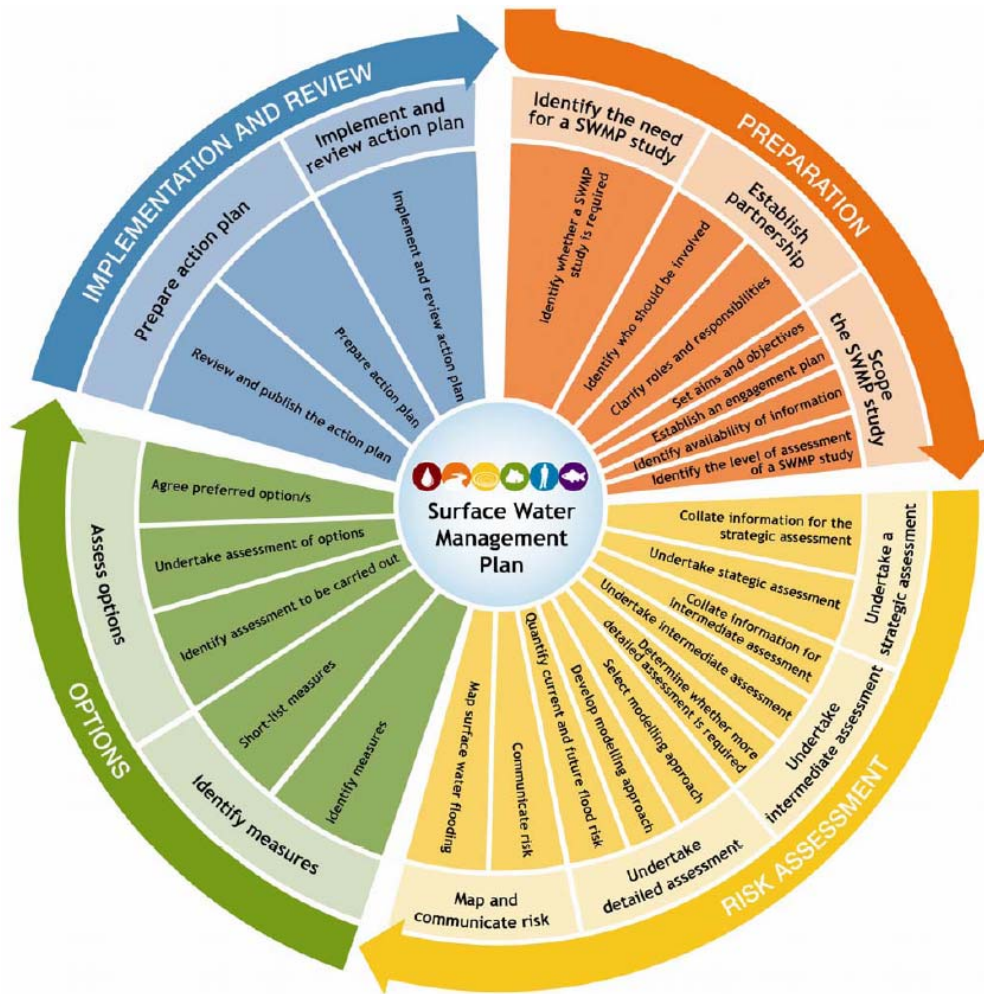 Surface Water
Management
Plan
PREPARATION
Identify the need
for a SWMP study
Identify whether a SWMP
study is required
Establish
partnership
Identify who should be involved
Clarify roles and responsibilities
Scope
the SWMP study
Set aims and objectives
Establish an engagement plan
Identify availability of information
Identify the level of assessment
of a SWMP study
RISK ASSESSMENT
Undertake a
strategic assessment
Collate information for the
strategic assessment
Undertake stategic assessment
Undertake
intermediate assessment
Collate information for
intermediate assessment
Undertake intermediate assessment
Determine whether more
detailed assessment is required
Undertake
detailed assessment
Select modelling approach
Develop modelling approach
Quantify current and future flood risk
Map and
communicate risk
Communicate risk
Map surface water flooding
OPTIONS
Identify measures
Identify measures
Short-list measures
Assess options
Identify assessment to be carried out
Undertake assessment of options
Agree preferred option/s
IMPLEMENTATION AND REVIEW
Prepare action plan
Review and publish the action plan
Prepare action plan
Implement and
review action plan
Implement and review action plan